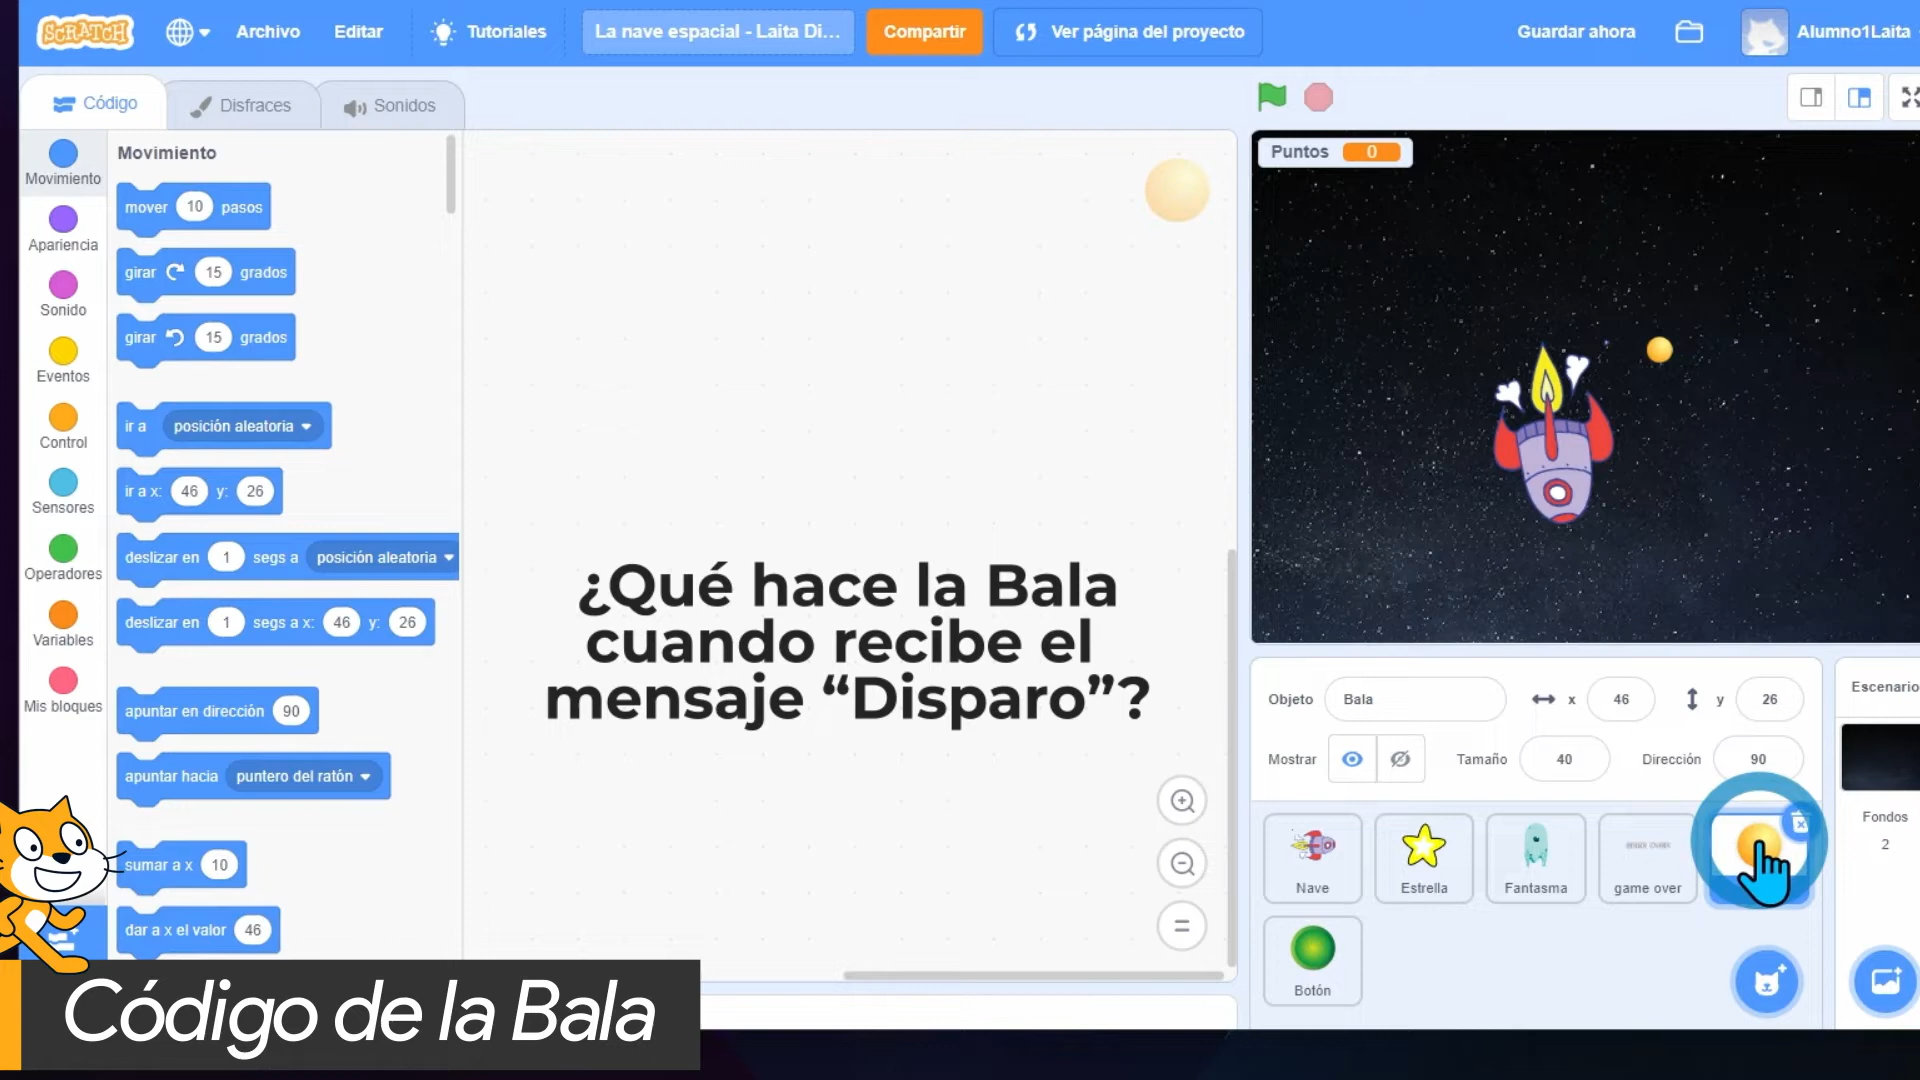 SCRATCH
Archivo
Editar
Tutoriales
La nave espacial - Laita Di...
Compartir
Ver página del proyecto
Guardar ahora
Alumno1Laita
Código
Disfraces
Sonidos
Movimiento
Apariencia
Sonido
Eventos
Control
Sensores
Operadores
Variables
Mis bloques
Movimiento
mover 10 pasos
girar 15 grados
girar 15 grados
ir a posición aleatoria
ir a x: 46 y: 26
deslizar en 1 segs a posición aleatoria
deslizar en 1 segs a x: 46 y: 26
apuntar en dirección 90
apuntar hacia puntero del ratón
sumar a x 10
dar a x el valor 46
¿Qué hace la Bala
cuando recibe el
mensaje “Disparo”?
Puntos 0
Objeto Bala x 46 y 26
Mostrar Tamaño 40 Dirección 90
Nave
Estrella
Fantasma
game over
Botón
Escenario
Fondos
2
Código de la Bala